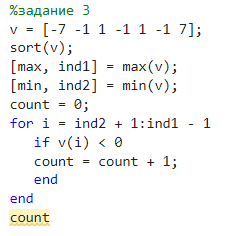 %задание 3
v = [-7 -1 1 -1 1 -1 7];
sort(v);
[max, ind1] = max(v);
[min, ind2] = min(v);
count = 0;
for i = ind2 + 1:ind1 - 1
if v(i) < 0
count = count + 1;
end
end
count